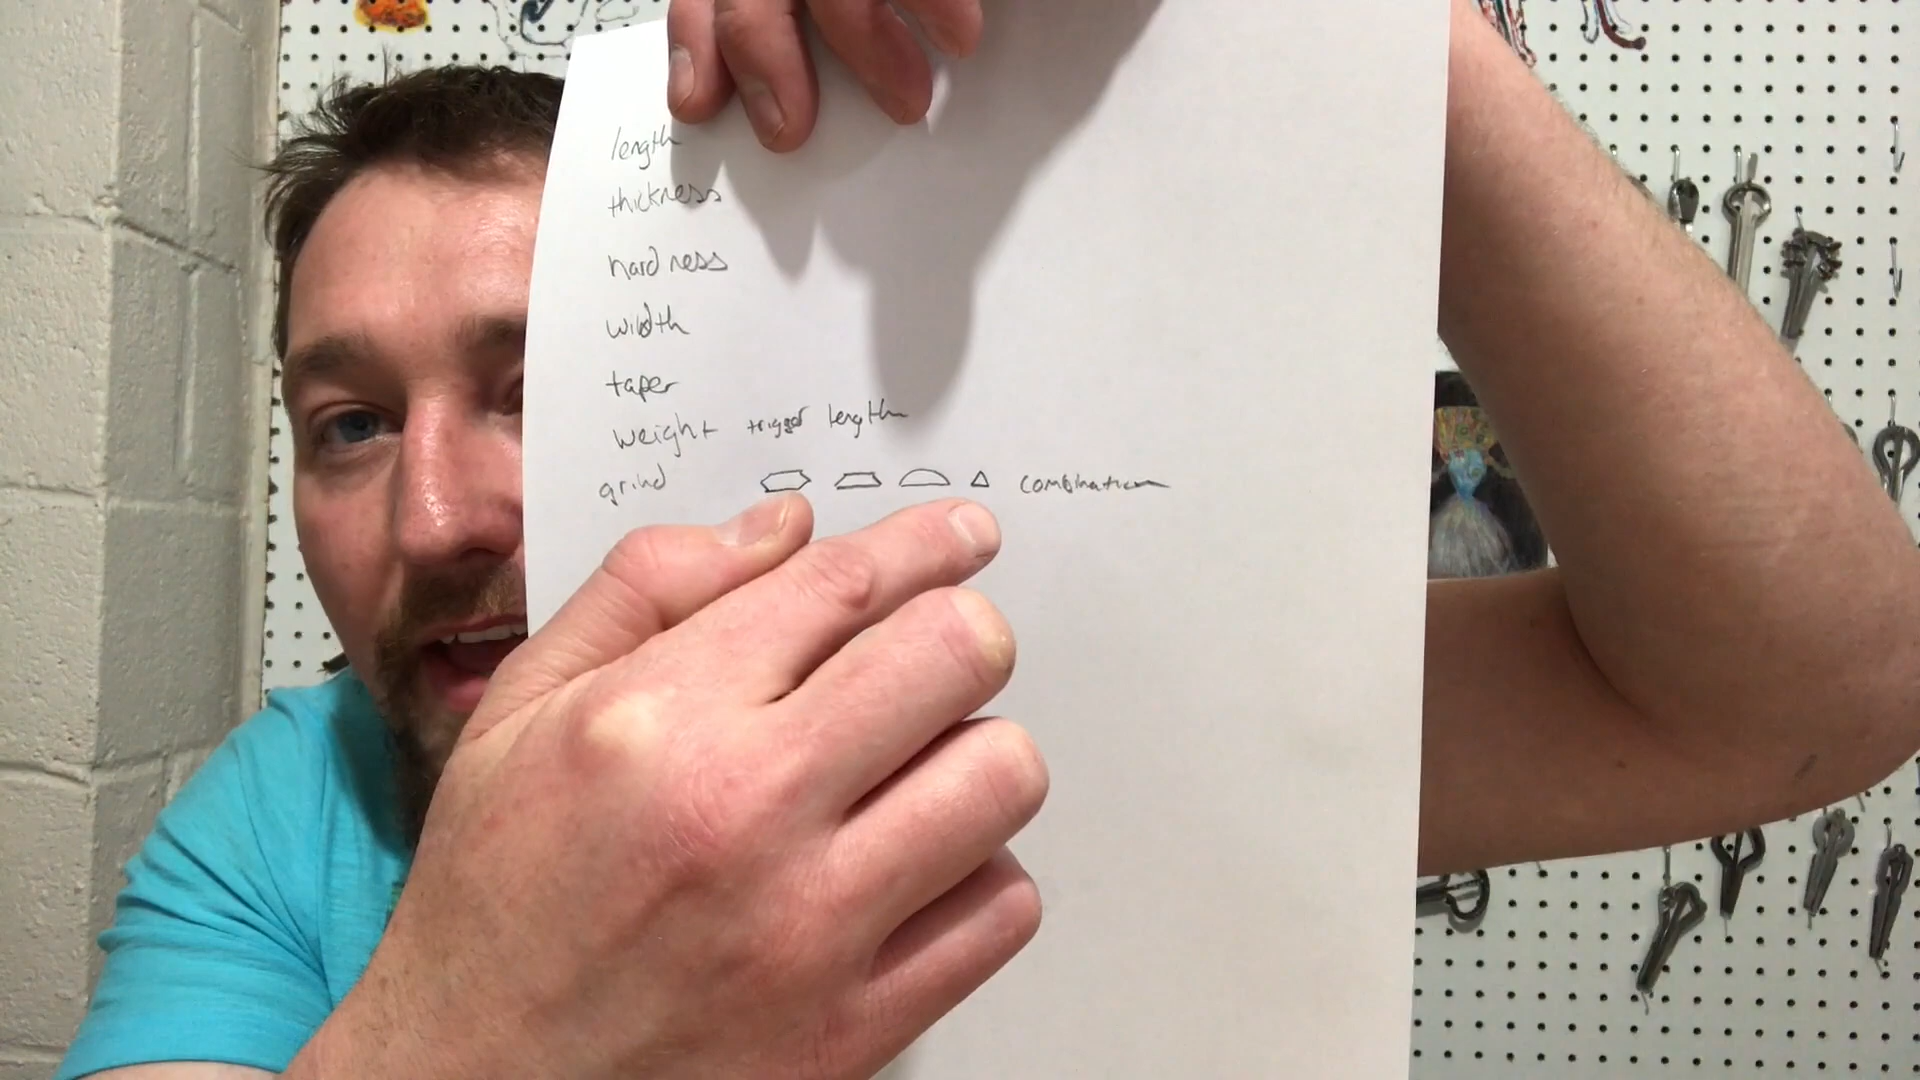 length
thickness
hardness
width
taper
weight trigger length
grind combination